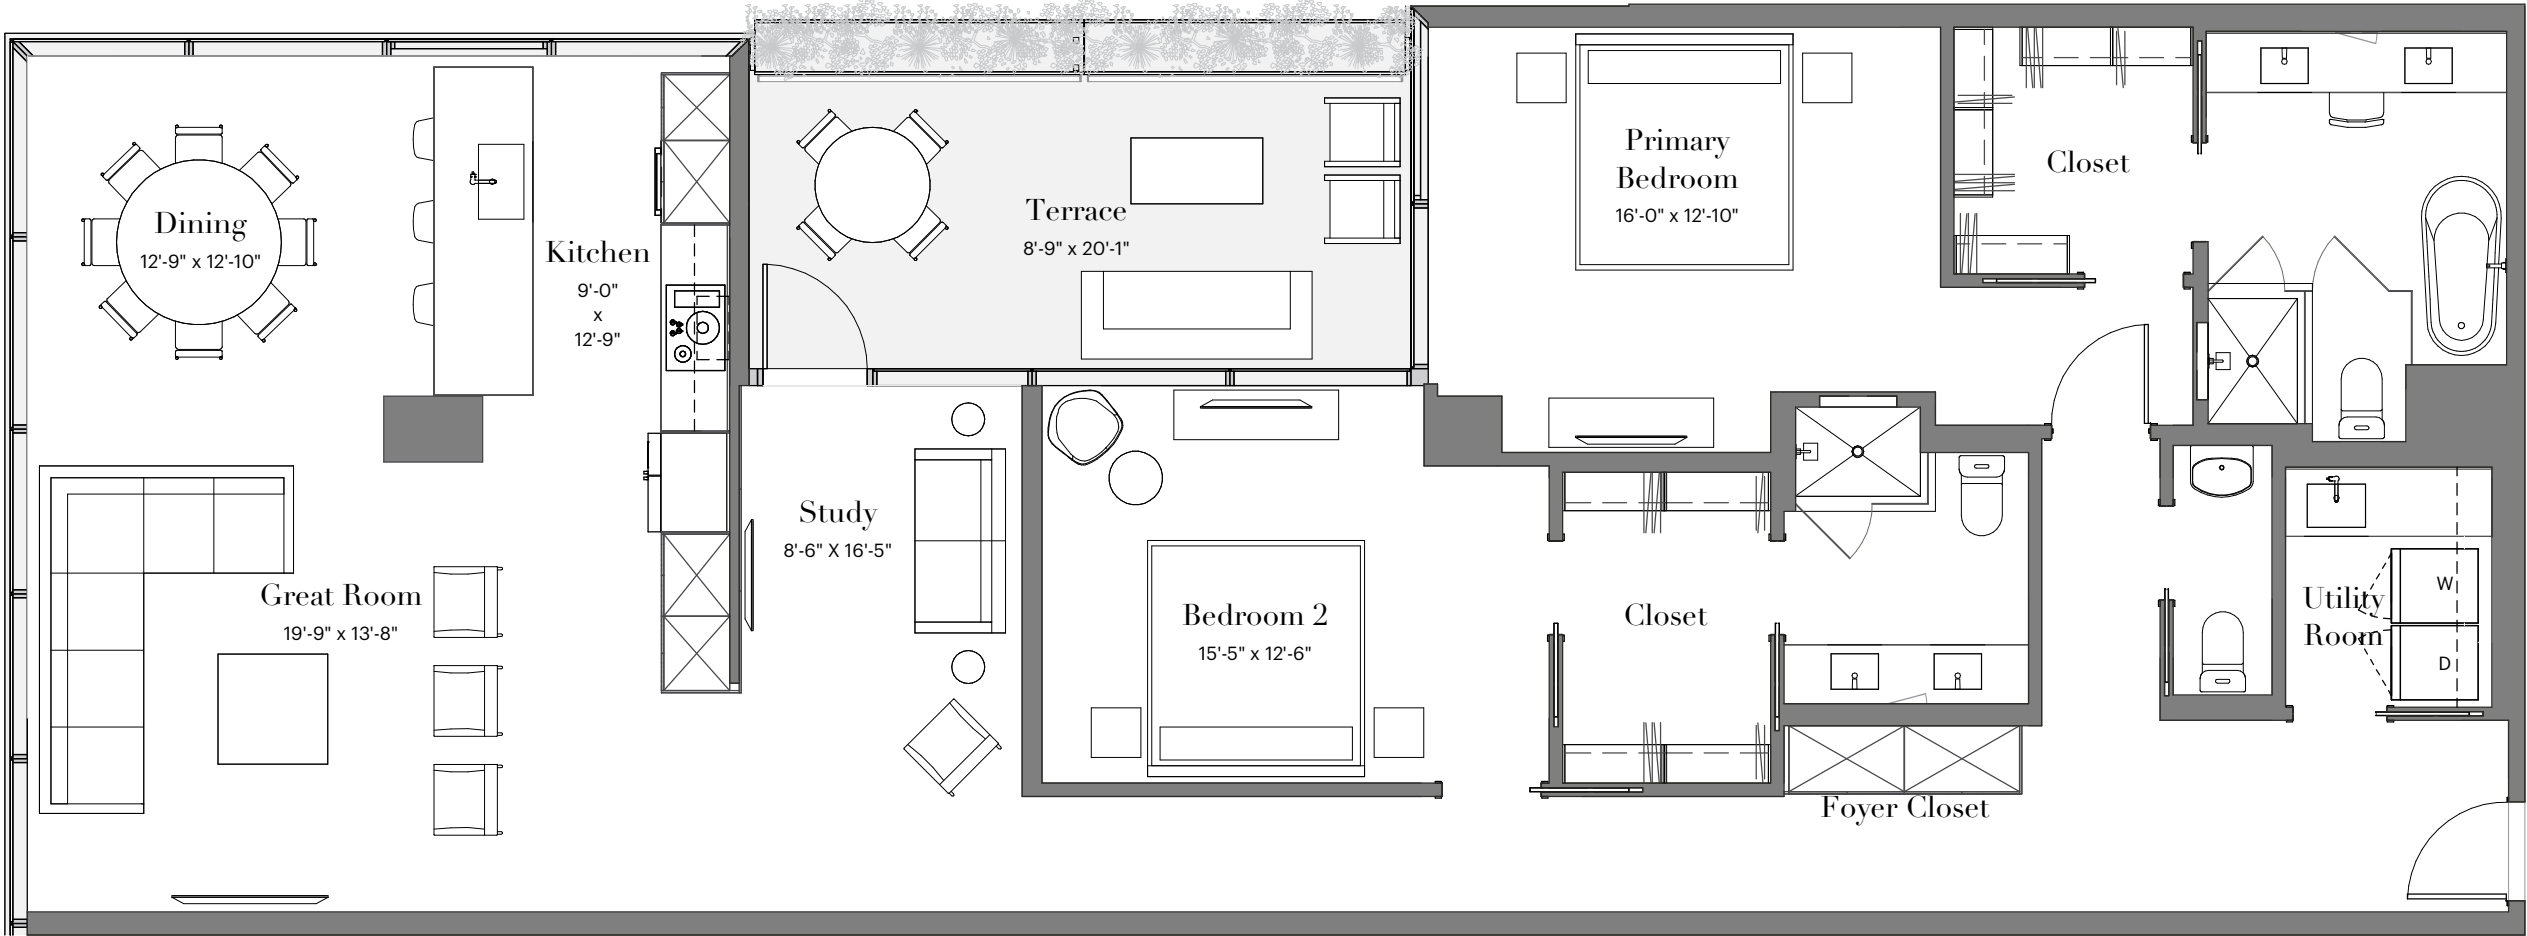 Dining
12'-9" x 12'-10"
Kitchen
9'-0"
x
12'-9"
Terrace
8'-9" x 20'-1"
Primary
Bedroom
16'-0" x 12'-10"
Closet
Great Room
19'-9" x 13'-8"
Study
8'-6" X 16'-5"
Bedroom 2
15'-5" x 12'-6"
Closet
Utility
Room
W
D
Foyer Closet